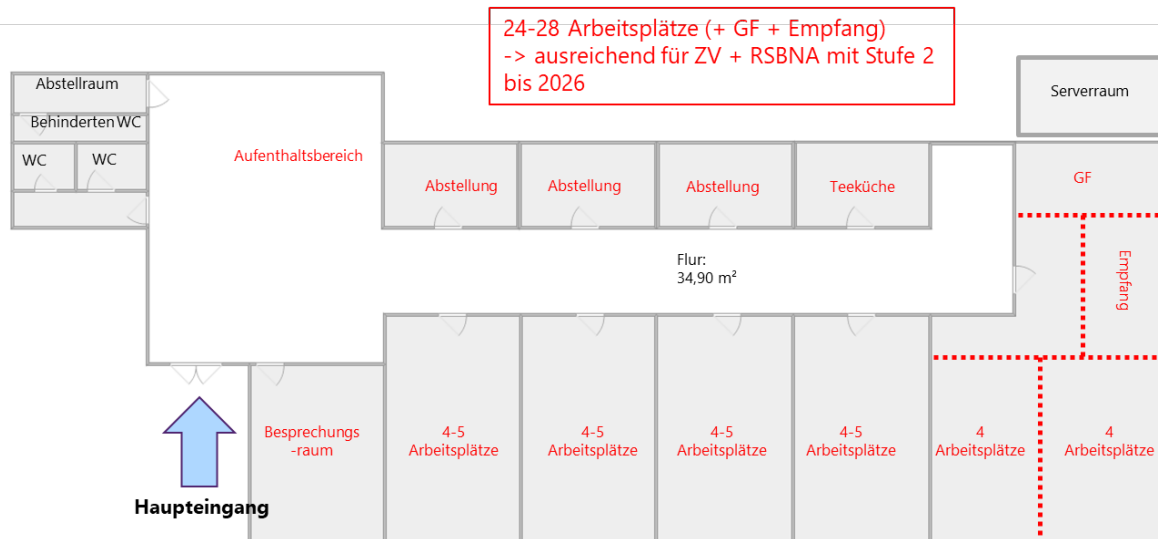 24-28 Arbeitsplätze (+ GF + Empfang)
-> ausreichend für ZV + RSBNA mit Stufe 2
bis 2026
Abstellraum
Behinderten WC
WC
WC
Aufenthaltsbereich
Abstellung
Abstellung
Abstellung
Teeküche
Serverraum
GF
Flur:
34,90 m²
Empfang
Besprechungs
-raum
4-5
Arbeitsplätze
4-5
Arbeitsplätze
4-5
Arbeitsplätze
4-5
Arbeitsplätze
4
Arbeitsplätze
4
Arbeitsplätze
Haupteingang